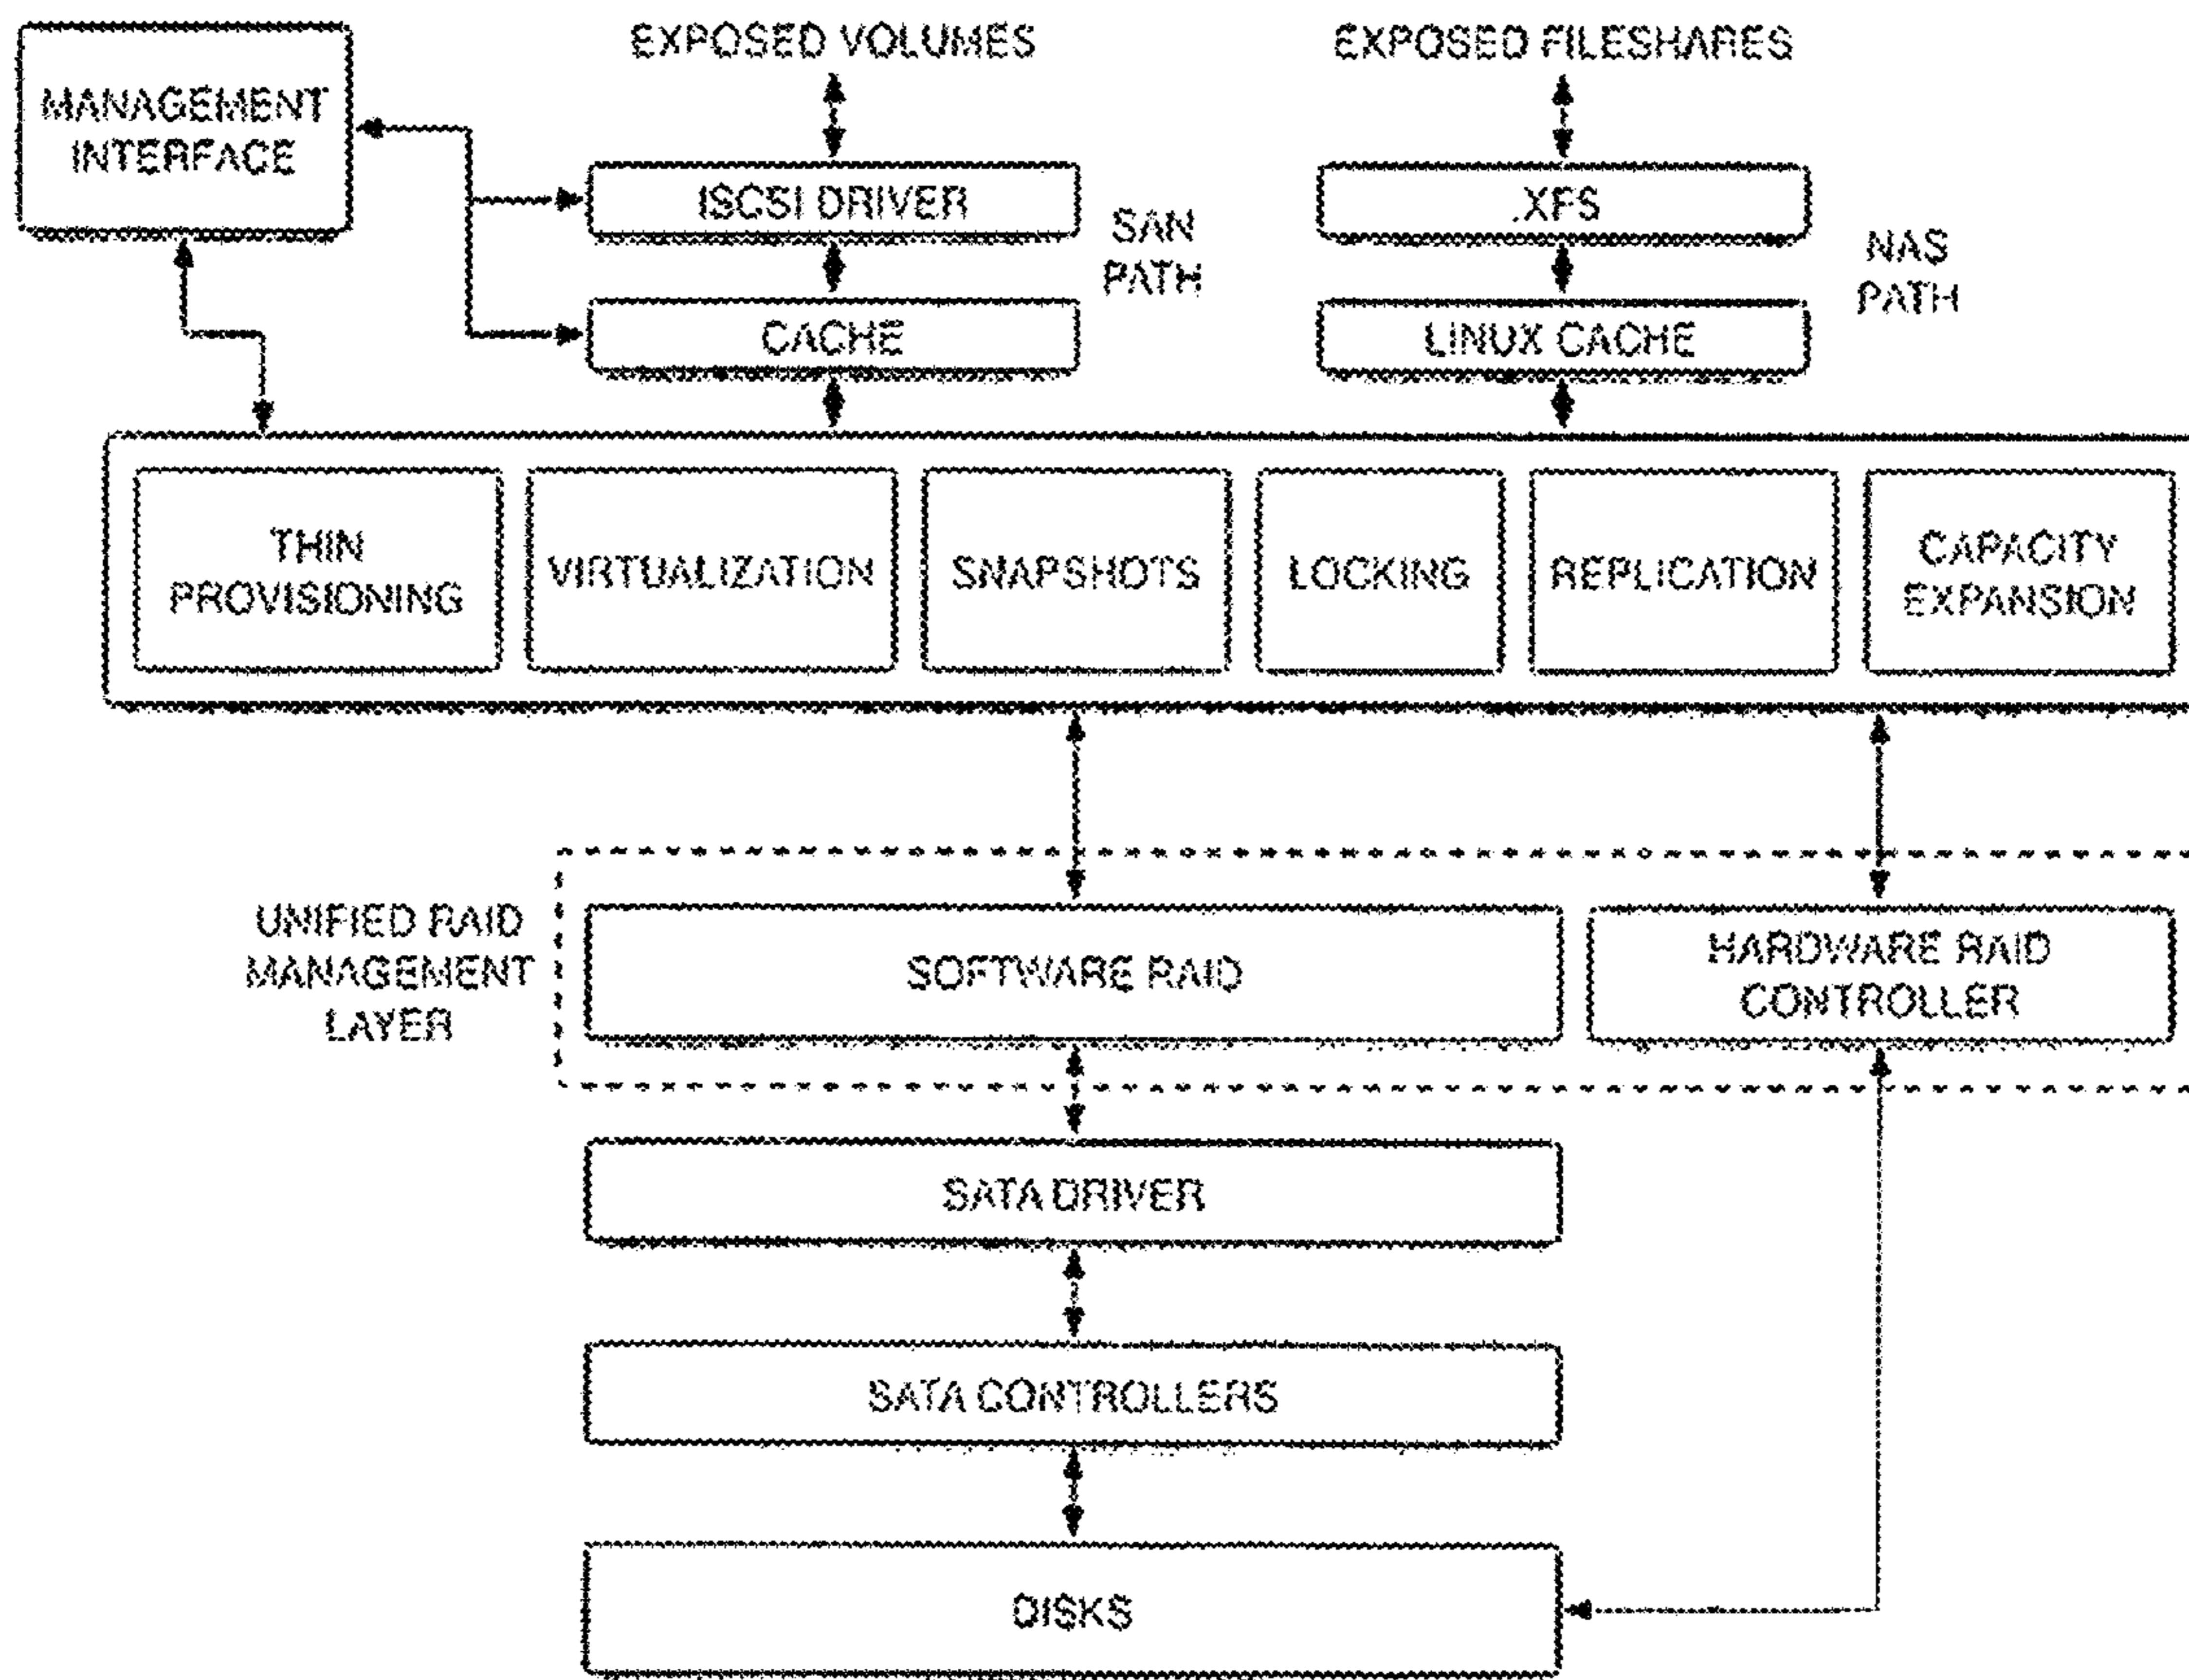 MANAGEMENT
INTERFACE
EXPOSED VOLUMES
EXPOSED FILESHARES
ISCSI DRIVER
.XFS
SAN
PATH
NAS
PATH
CACHE
LINUX CACHE
THIN
PROVISIONING
VIRTUALIZATION
SNAPSHOTS
LOCKING
REPLICATION
CAPACITY
EXPANSION
UNIFIED RAID
MANAGEMENT
LAYER
SOFTWARE RAID
HARDWARE RAID
CONTROLLER
SATA DRIVER
SATA CONTROLLERS
DISKS